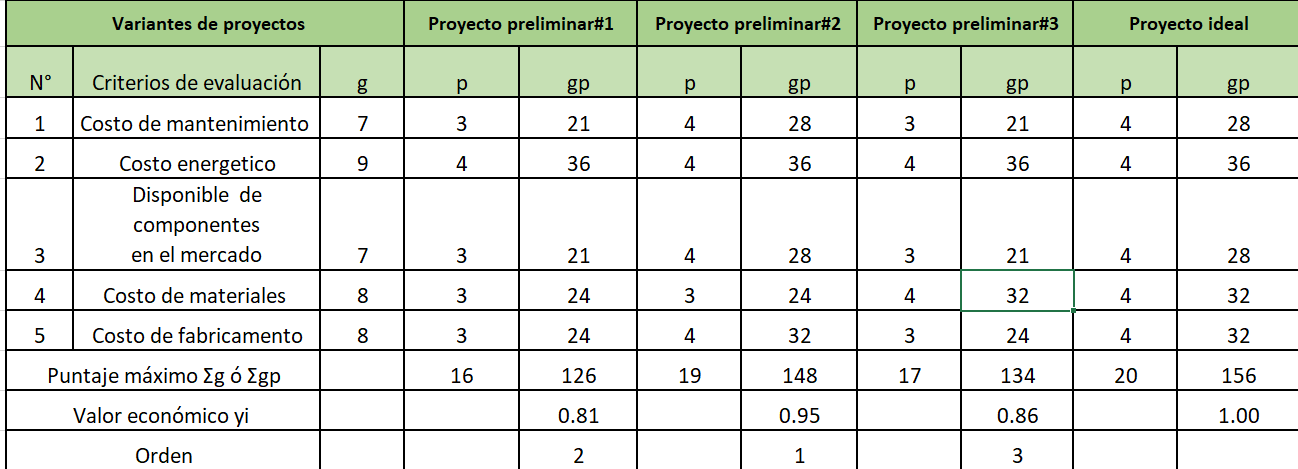 Variantes de proyectos Proyecto preliminar#1 Proyecto preliminar#2 Proyecto preliminar#3 Proyecto ideal
N° Criterios de evaluación g p gp p gp p gp p gp
1 Costo de mantenimiento 7 3 21 4 28 3 21 4 28
2 Costo energetico 9 4 36 4 36 4 36 4 36
Disponible de
componentes
3 en el mercado 7 3 21 4 28 3 21 4 28
4 Costo de materiales 8 3 24 3 24 4 32 4 32
5 Costo de fabricamento 8 3 24 4 32 3 24 4 32
Puntaje máximo Σg ó Σgp 16 126 19 148 17 134 20 156
Valor económico yi 0.81 0.95 0.86 1.00
Orden 2 1 3